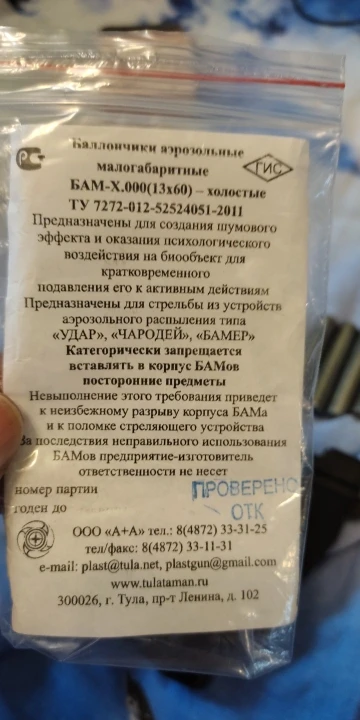 Баллончики аэрозольные
малогабаритные
ГИС
РСТ
БАМ-Х.000(13х60) – холостые
ТУ 7272-012-52524051-2011
Предназначены для создания шумового
эффекта и оказания психологического
воздействия на биообъект для
кратковременного
подавления его к активным действиям
Предназначены для стрельбы из устройств
аэрозольного распыления типа
«УДАР», «ЧАРОДЕЙ», «БАМЕР»
Категорически запрещается
вставлять в корпус БАМов
посторонние предметы
Невыполнение этого требования приведет
к неизбежному разрыву корпуса БАМа
и к поломке стреляющего устройства
За последствия неправильного использования
БАМов предприятие-изготовитель
ответственности не несет
номер партии
годен до
ПРОВЕРЕНО
ОТК
ООО «А+А» тел.: 8(4872) 33-31-25
тел/факс: 8(4872) 33-11-31
e-mail: plast@tula.net, plastgun@gmail.com
www.tulataman.ru
300026, г. Тула, пр-т Ленина, д. 102